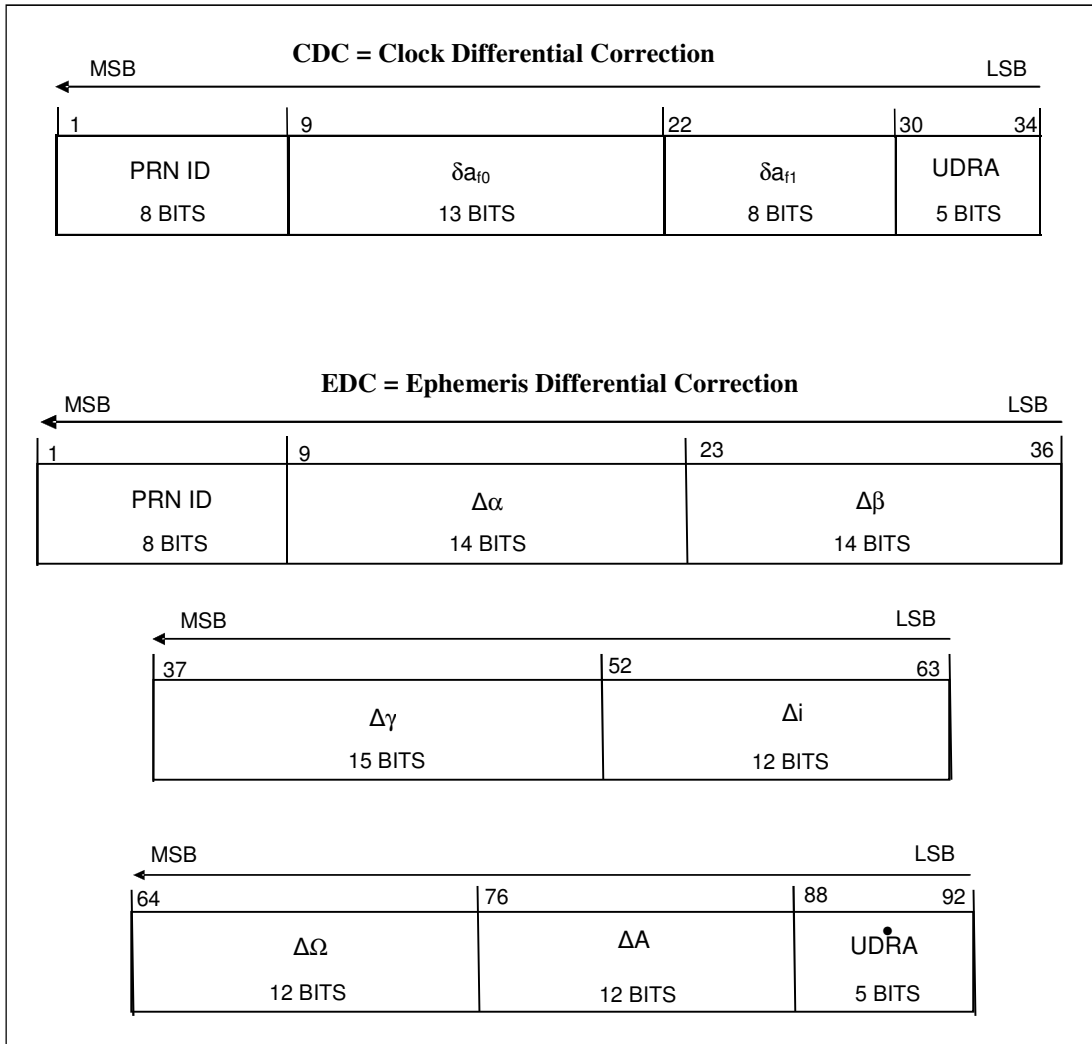 CDC = Clock Differential Correction
MSB LSB
1 9 22 30 34
PRN ID δaf0 δaf1 UDRA
8 BITS 13 BITS 8 BITS 5 BITS
EDC = Ephemeris Differential Correction
MSB LSB
1 9 23 36
PRN ID Δα Δβ
8 BITS 14 BITS 14 BITS
MSB LSB
37 52 63
Δγ Δi
15 BITS 12 BITS
MSB LSB
64 76 88 92
ΔΩ ΔA UDṘA
12 BITS 12 BITS 5 BITS